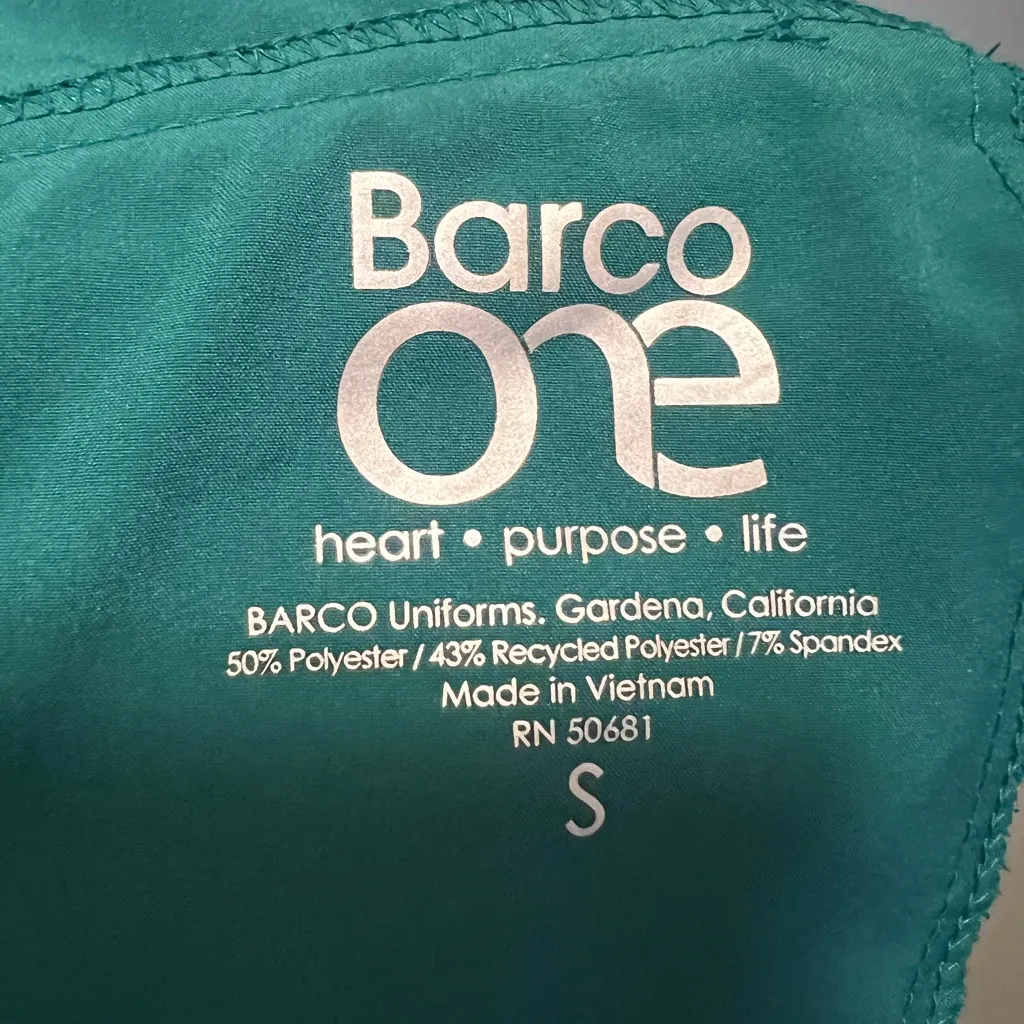 Barco
one
heart • purpose • life
BARCO Uniforms. Gardena, California
50% Polyester / 43% Recycled Polyester / 7% Spandex
Made in Vietnam
RN 50681
S